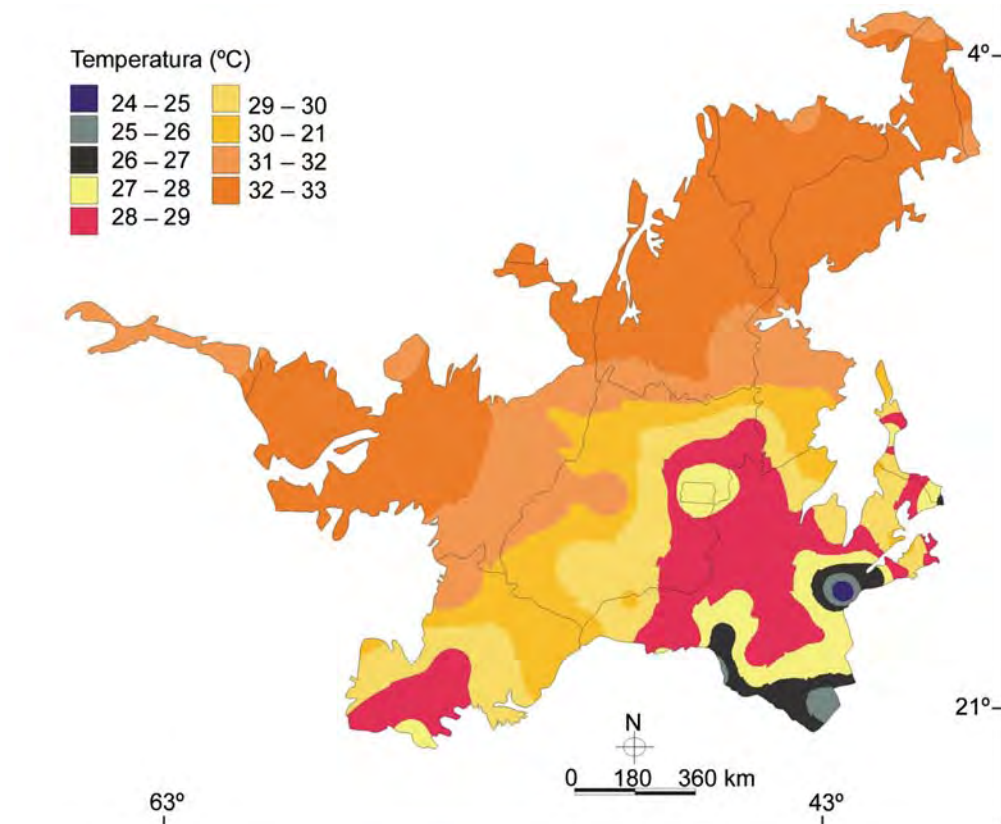 Temperatura (ºC)
24 – 25
25 – 26
26 – 27
27 – 28
28 – 29
29 – 30
30 – 21
31 – 32
32 – 33
4º
21º
N
0 180 360 km
63º
43º